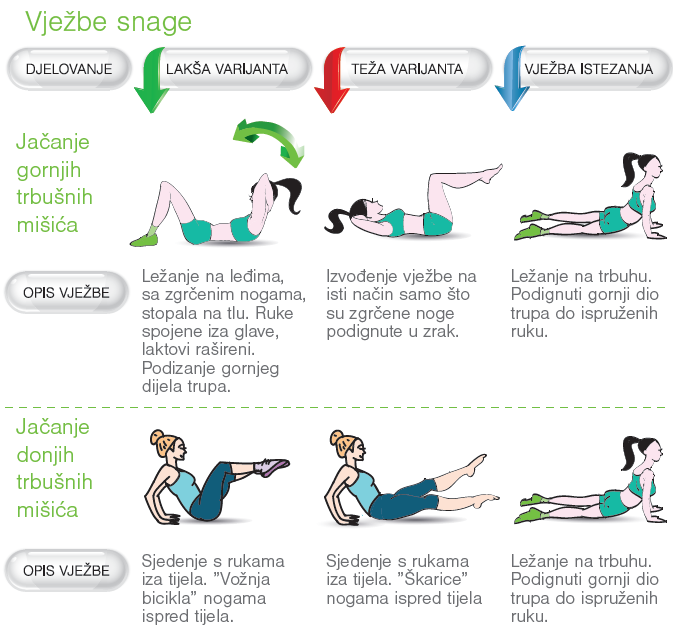 Vježbe snage
DJELOVANJE
LAKŠA VARIJANTA
TEŽA VARIJANTA
VJEŽBA ISTEZANJA
Jačanje
gornjih
trbušnih
mišića
OPIS VJEŽBE
Ležanje na leđima,
sa zgrčenim nogama,
stopala na tlu. Ruke
spojene iza glave,
laktovi rašireni.
Podizanje gornjeg
dijela trupa.
Izvođenje vježbe na
isti način samo što
su zgrčene noge
podignute u zrak.
Ležanje na trbuhu.
Podignuti gornji dio
trupa do ispruženih
ruku.
Jačanje
donjih
trbušnih
mišića
OPIS VJEŽBE
Sjedenje s rukama
iza tijela. ”Vožnja
bicikla” nogama
ispred tijela.
Sjedenje s rukama
iza tijela. ”Škarice”
nogama ispred tijela
Ležanje na trbuhu.
Podignuti gornji dio
trupa do ispruženih
ruku.